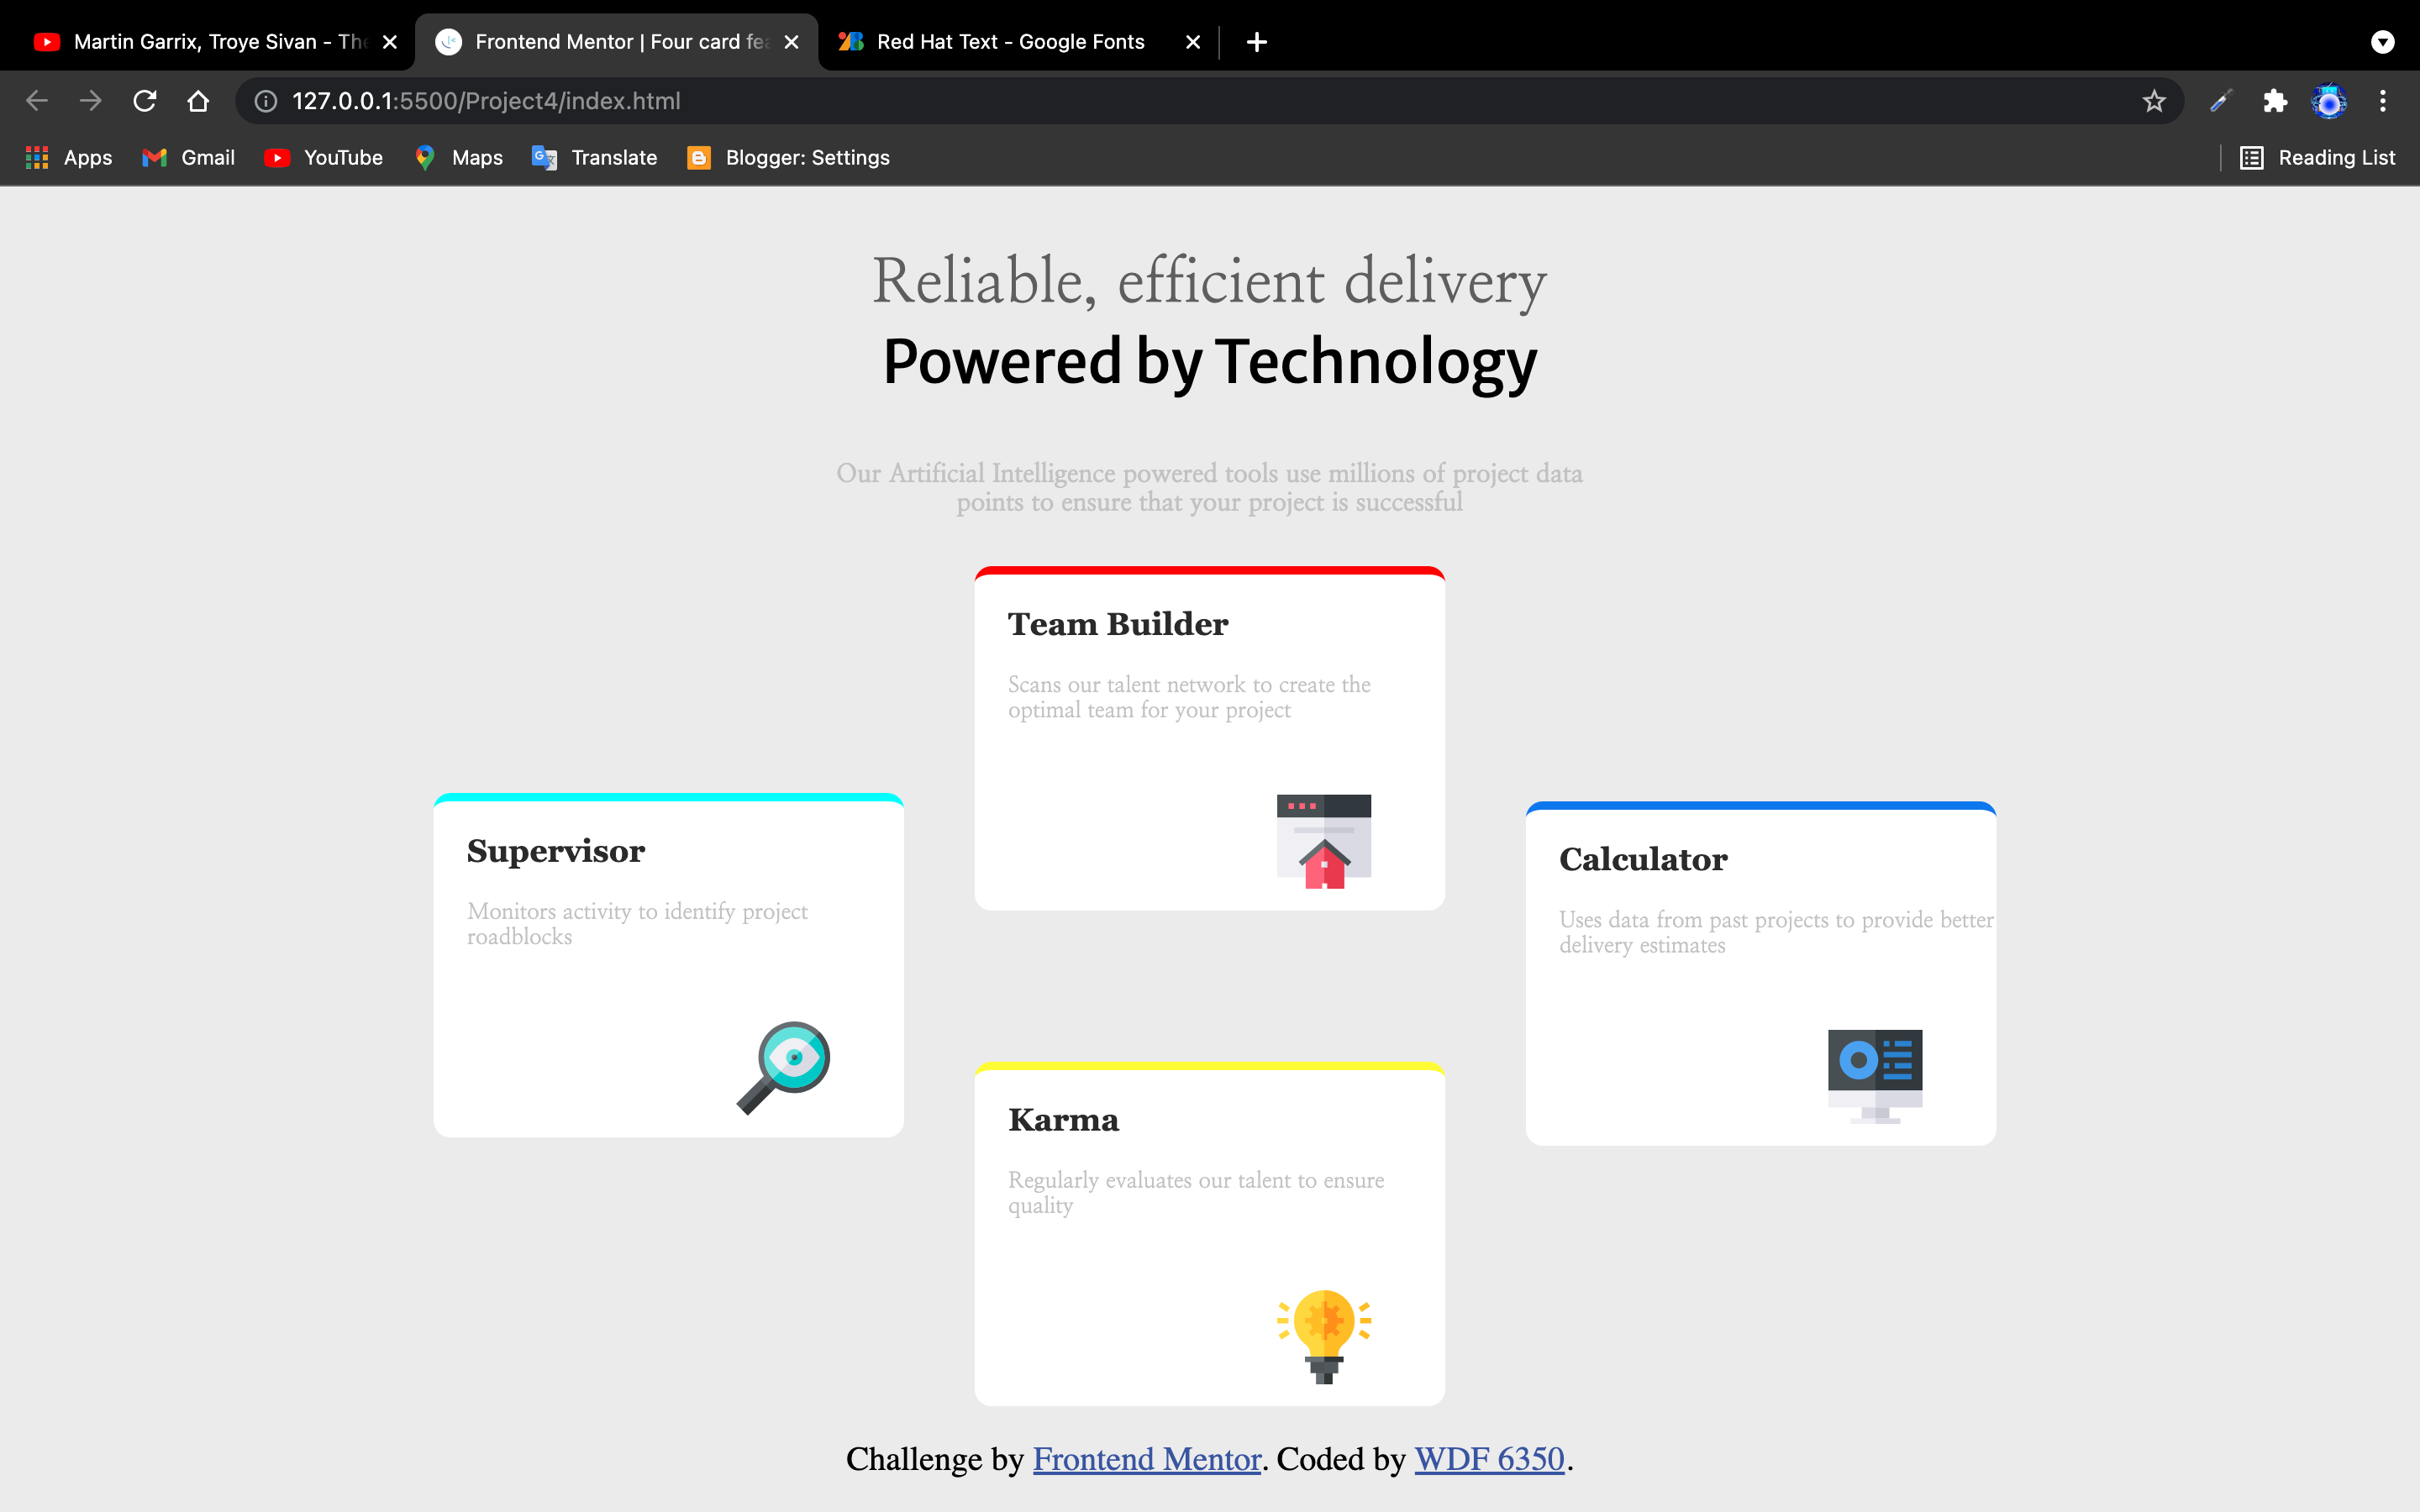 Martin Garrix, Troye Sivan - The
Frontend Mentor | Four card fea
Red Hat Text - Google Fonts
127.0.0.1:5500/Project4/index.html
Apps
Gmail
YouTube
Maps
Translate
Blogger: Settings
Reading List
Reliable, efficient delivery
Powered by Technology
Our Artificial Intelligence powered tools use millions of project data
points to ensure that your project is successful
Team Builder
Scans our talent network to create the
optimal team for your project
Supervisor
Monitors activity to identify project
roadblocks
Calculator
Uses data from past projects to provide better
delivery estimates
Karma
Regularly evaluates our talent to ensure
quality
Challenge by Frontend Mentor. Coded by WDF 6350.